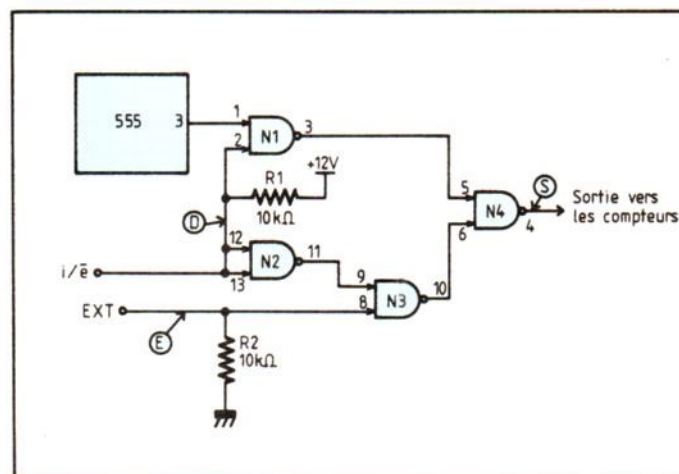 555 3
1
2
N1
3
+12V
R1
10kΩ
D
12
13
N2
11
i/ē
EXT
E
R2
10kΩ
9
8
N3
10
5
6
N4
4
S
Sortie vers
les compteurs